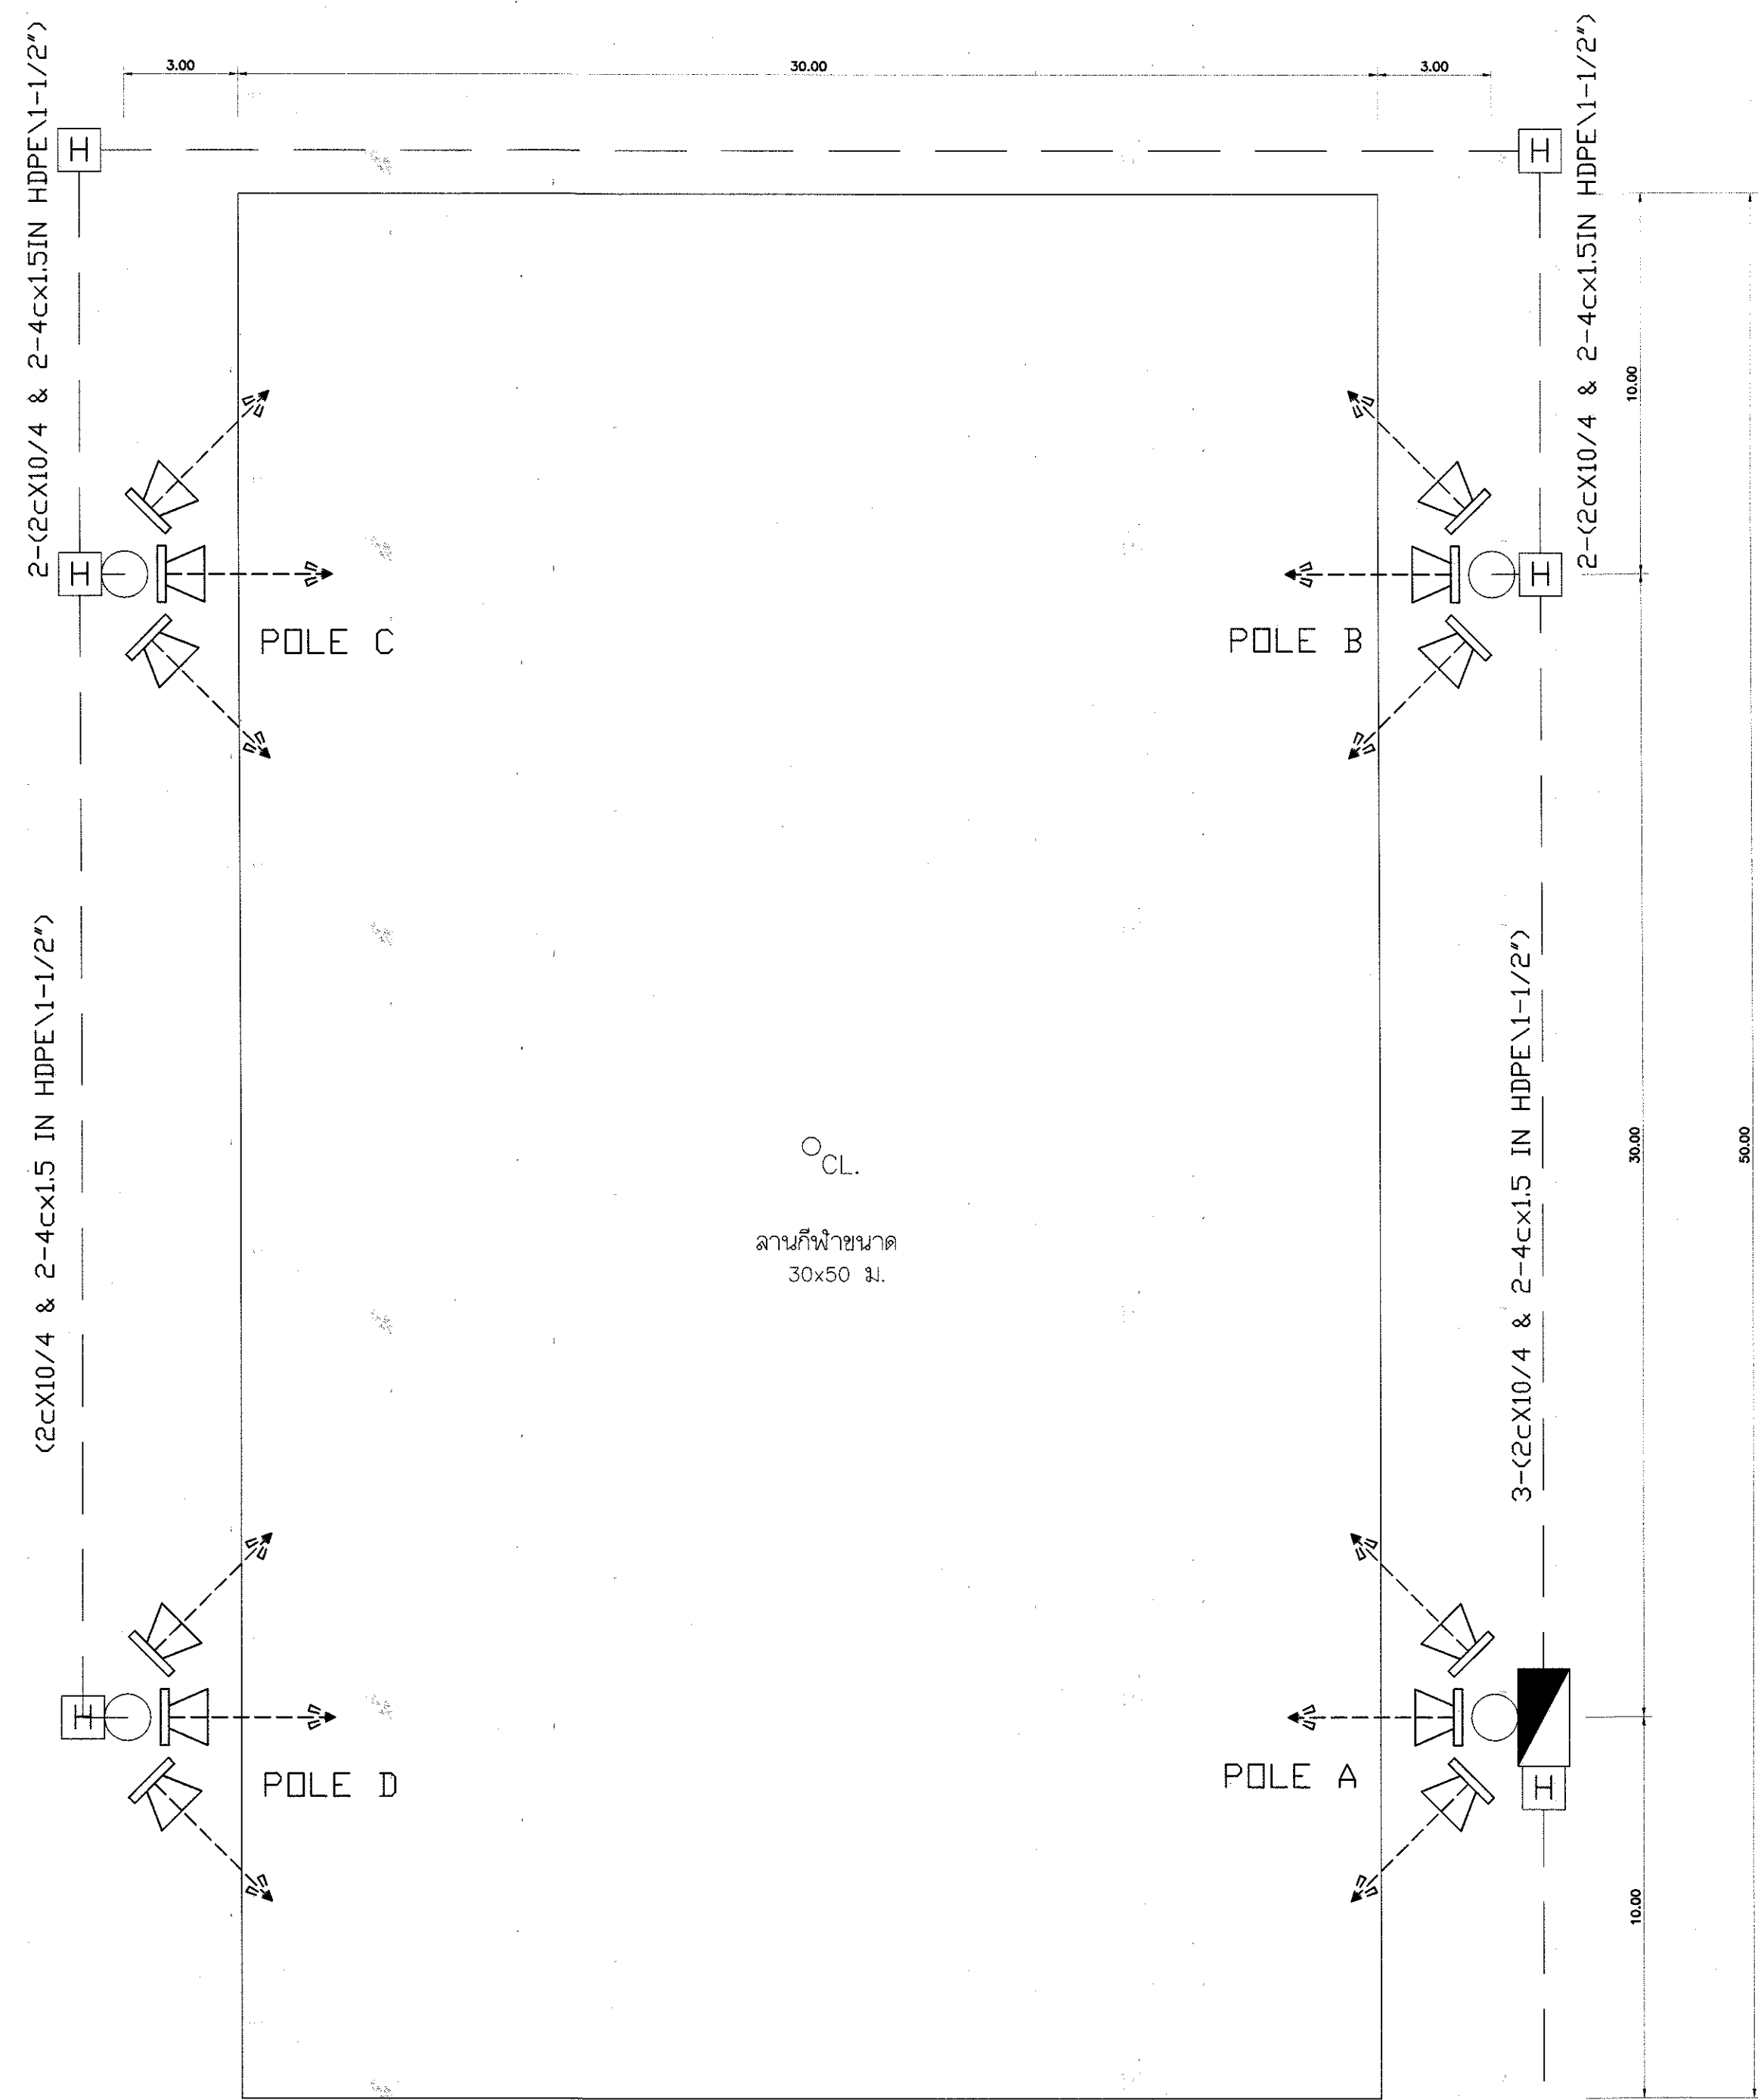 3.00
30.00
3.00
2-(2cX10/4 & 2-4cx1.5IN HDPE\1-1/2")
H
H
2-(2cX10/4 & 2-4cx1.5IN HDPE\1-1/2")
10.00
H
H
POLE C
POLE B
(2cX10/4 & 2-4cx1.5 IN HDPE\1-1/2")
3-(2cX10/4 & 2-4cx1.5 IN HDPE\1-1/2")
30.00
50.00
CL.
ลานกีฬาขนาด
30x50 ม.
H
POLE D
POLE A
H
10.00